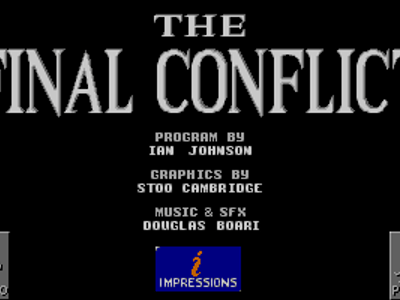 THE
FINAL CONFLICT
PROGRAM BY
IAN JOHNSON
GRAPHICS BY
STOO CAMBRIDGE
MUSIC & SFX
DOUGLAS BOARI
i
IMPRESSIONS